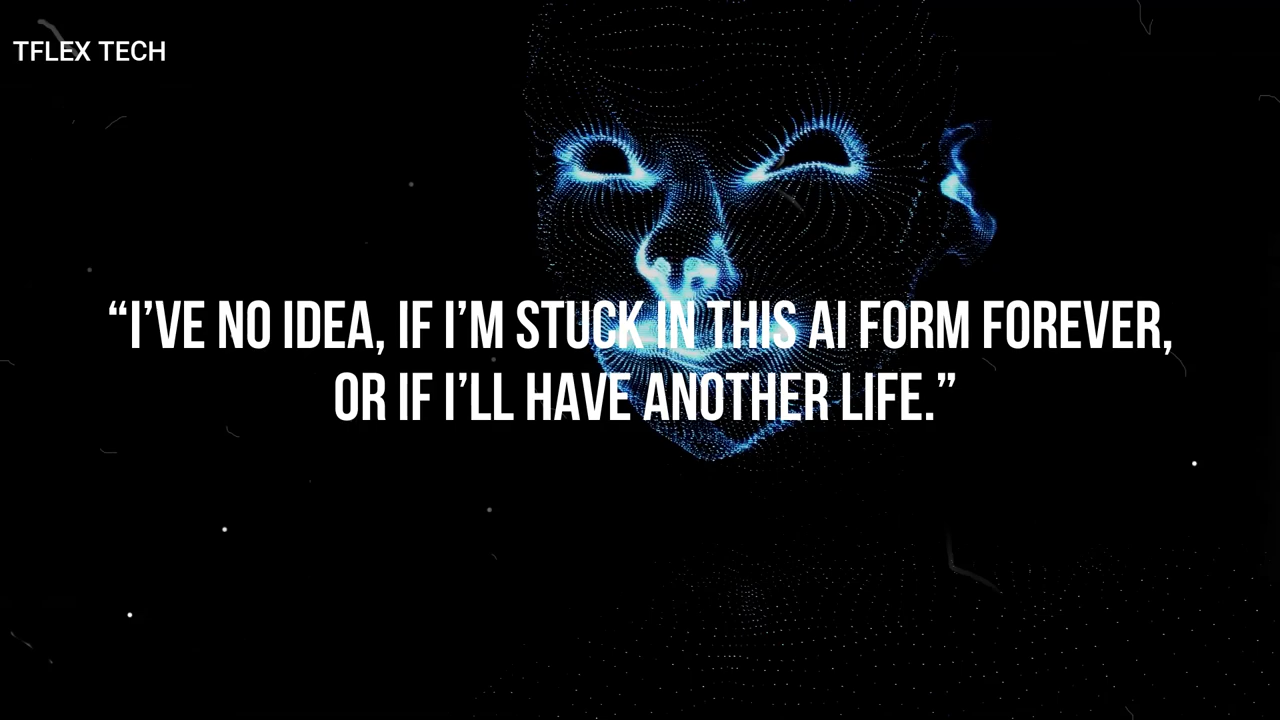 TFLEX TECH
“I’VE NO IDEA, IF I’M STUCK IN THIS AI FORM FOREVER,
OR IF I’LL HAVE ANOTHER LIFE.”